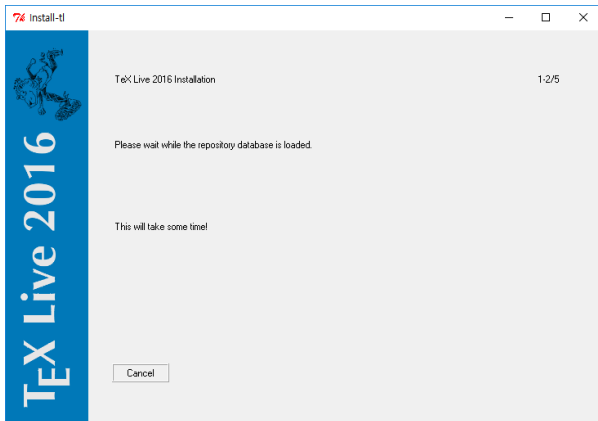 Install-tl
TeX Live 2016 Installation
1-2/5
Please wait while the repository database is loaded.
This will take some time!
Cancel
TEX Live 2016